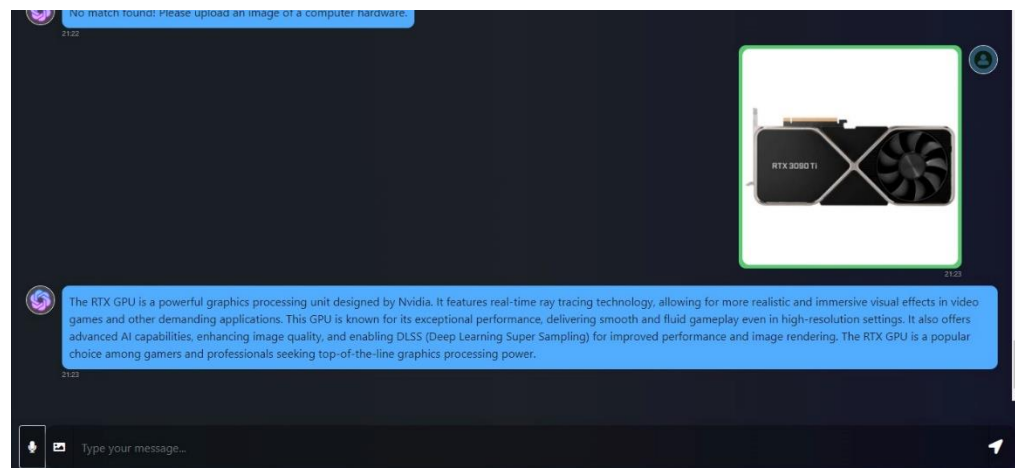 No match found! Please upload an image of a computer hardware.
21:22
RTX 3090 Ti
21:23
The RTX GPU is a powerful graphics processing unit designed by Nvidia. It features real-time ray tracing technology, allowing for more realistic and immersive visual effects in video
games and other demanding applications. This GPU is known for its exceptional performance, delivering smooth and fluid gameplay even in high-resolution settings. It also offers
advanced AI capabilities, enhancing image quality, and enabling DLSS (Deep Learning Super Sampling) for improved performance and image rendering. The RTX GPU is a popular
choice among gamers and professionals seeking top-of-the-line graphics processing power.
21:23
Type your message...